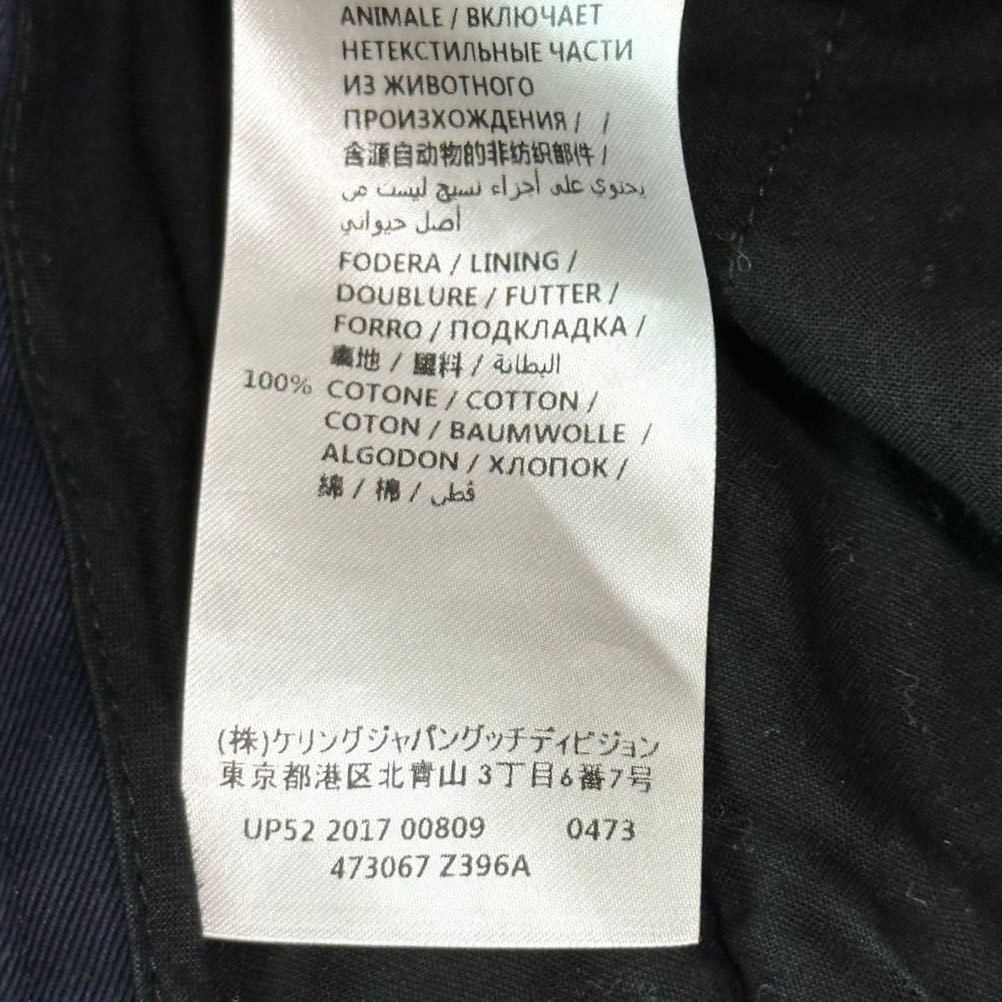 ANIMALE / ВКЛЮЧАЕТ
НЕТЕКСТИЛЬНЫЕ ЧАСТИ
ИЗ ЖИВОТНОГО
ПРОИЗХОЖДЕНИЯ / /
含源自动物的非纺织部件 /
يحتوي على أجزاء نسيج ليست من
أصل حيواني
FODERA / LINING /
DOUBLURE / FUTTER /
FORRO / ПОДКЛАДКА /
裏地 / 裏料 / البطانة
100% COTONE / COTTON /
COTON / BAUMWOLLE /
ALGODON / ХЛОПОК /
綿 / 棉 / قطن
(株)ケリングジャパングッチディビジョン
東京都港区北青山 3丁目6番7号
UP52 2017 00809 0473
473067 Z396A